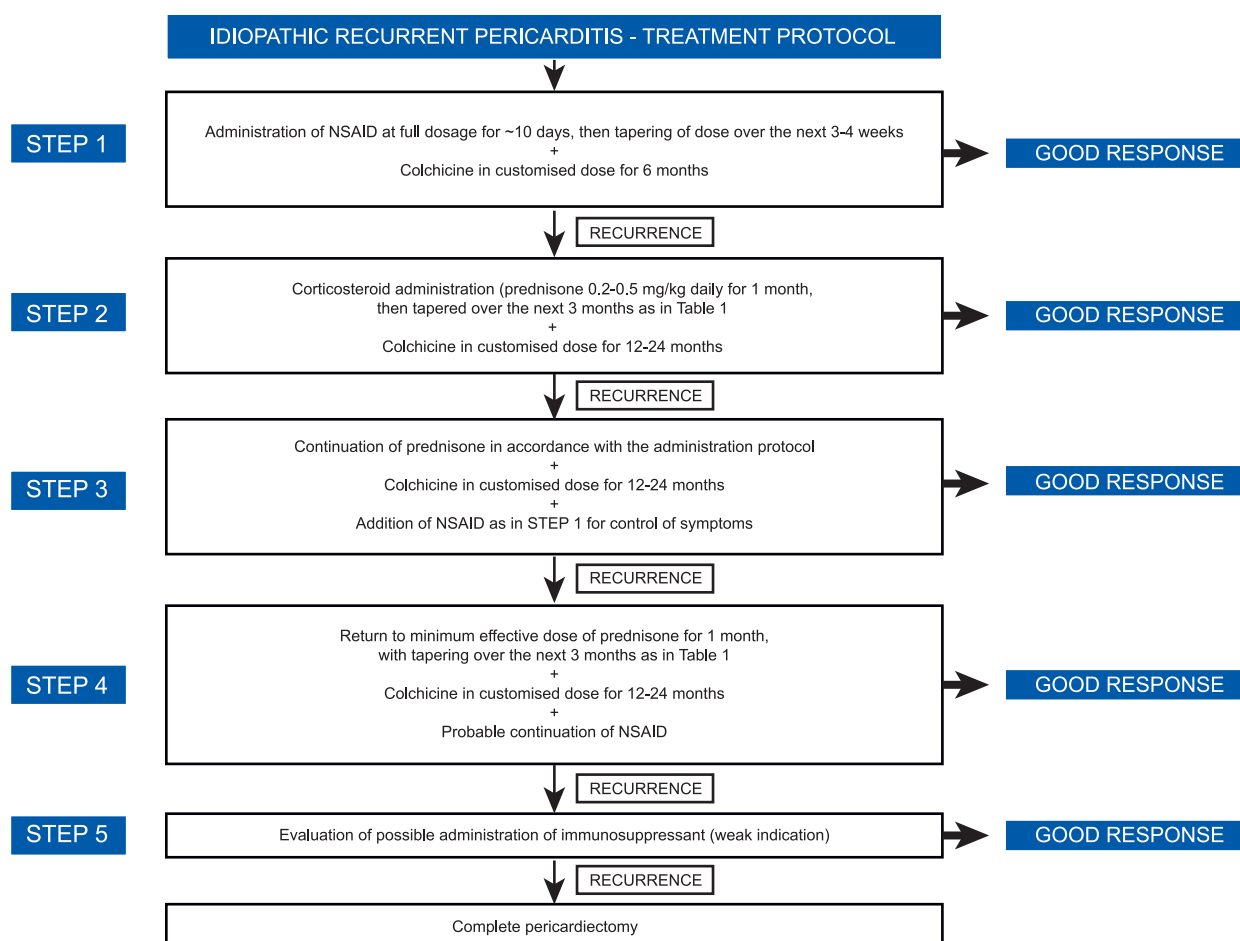 IDIOPATHIC RECURRENT PERICARDITIS - TREATMENT PROTOCOL
STEP 1
Administration of NSAID at full dosage for ~10 days, then tapering of dose over the next 3-4 weeks
+
Colchicine in customised dose for 6 months
GOOD RESPONSE
RECURRENCE
STEP 2
Corticosteroid administration (prednisone 0.2-0.5 mg/kg daily for 1 month,
then tapered over the next 3 months as in Table 1
+
Colchicine in customised dose for 12-24 months
GOOD RESPONSE
RECURRENCE
STEP 3
Continuation of prednisone in accordance with the administration protocol
+
Colchicine in customised dose for 12-24 months
+
Addition of NSAID as in STEP 1 for control of symptoms
GOOD RESPONSE
RECURRENCE
STEP 4
Return to minimum effective dose of prednisone for 1 month,
with tapering over the next 3 months as in Table 1
+
Colchicine in customised dose for 12-24 months
+
Probable continuation of NSAID
GOOD RESPONSE
RECURRENCE
STEP 5
Evaluation of possible administration of immunosuppressant (weak indication)
GOOD RESPONSE
RECURRENCE
Complete pericardiectomy